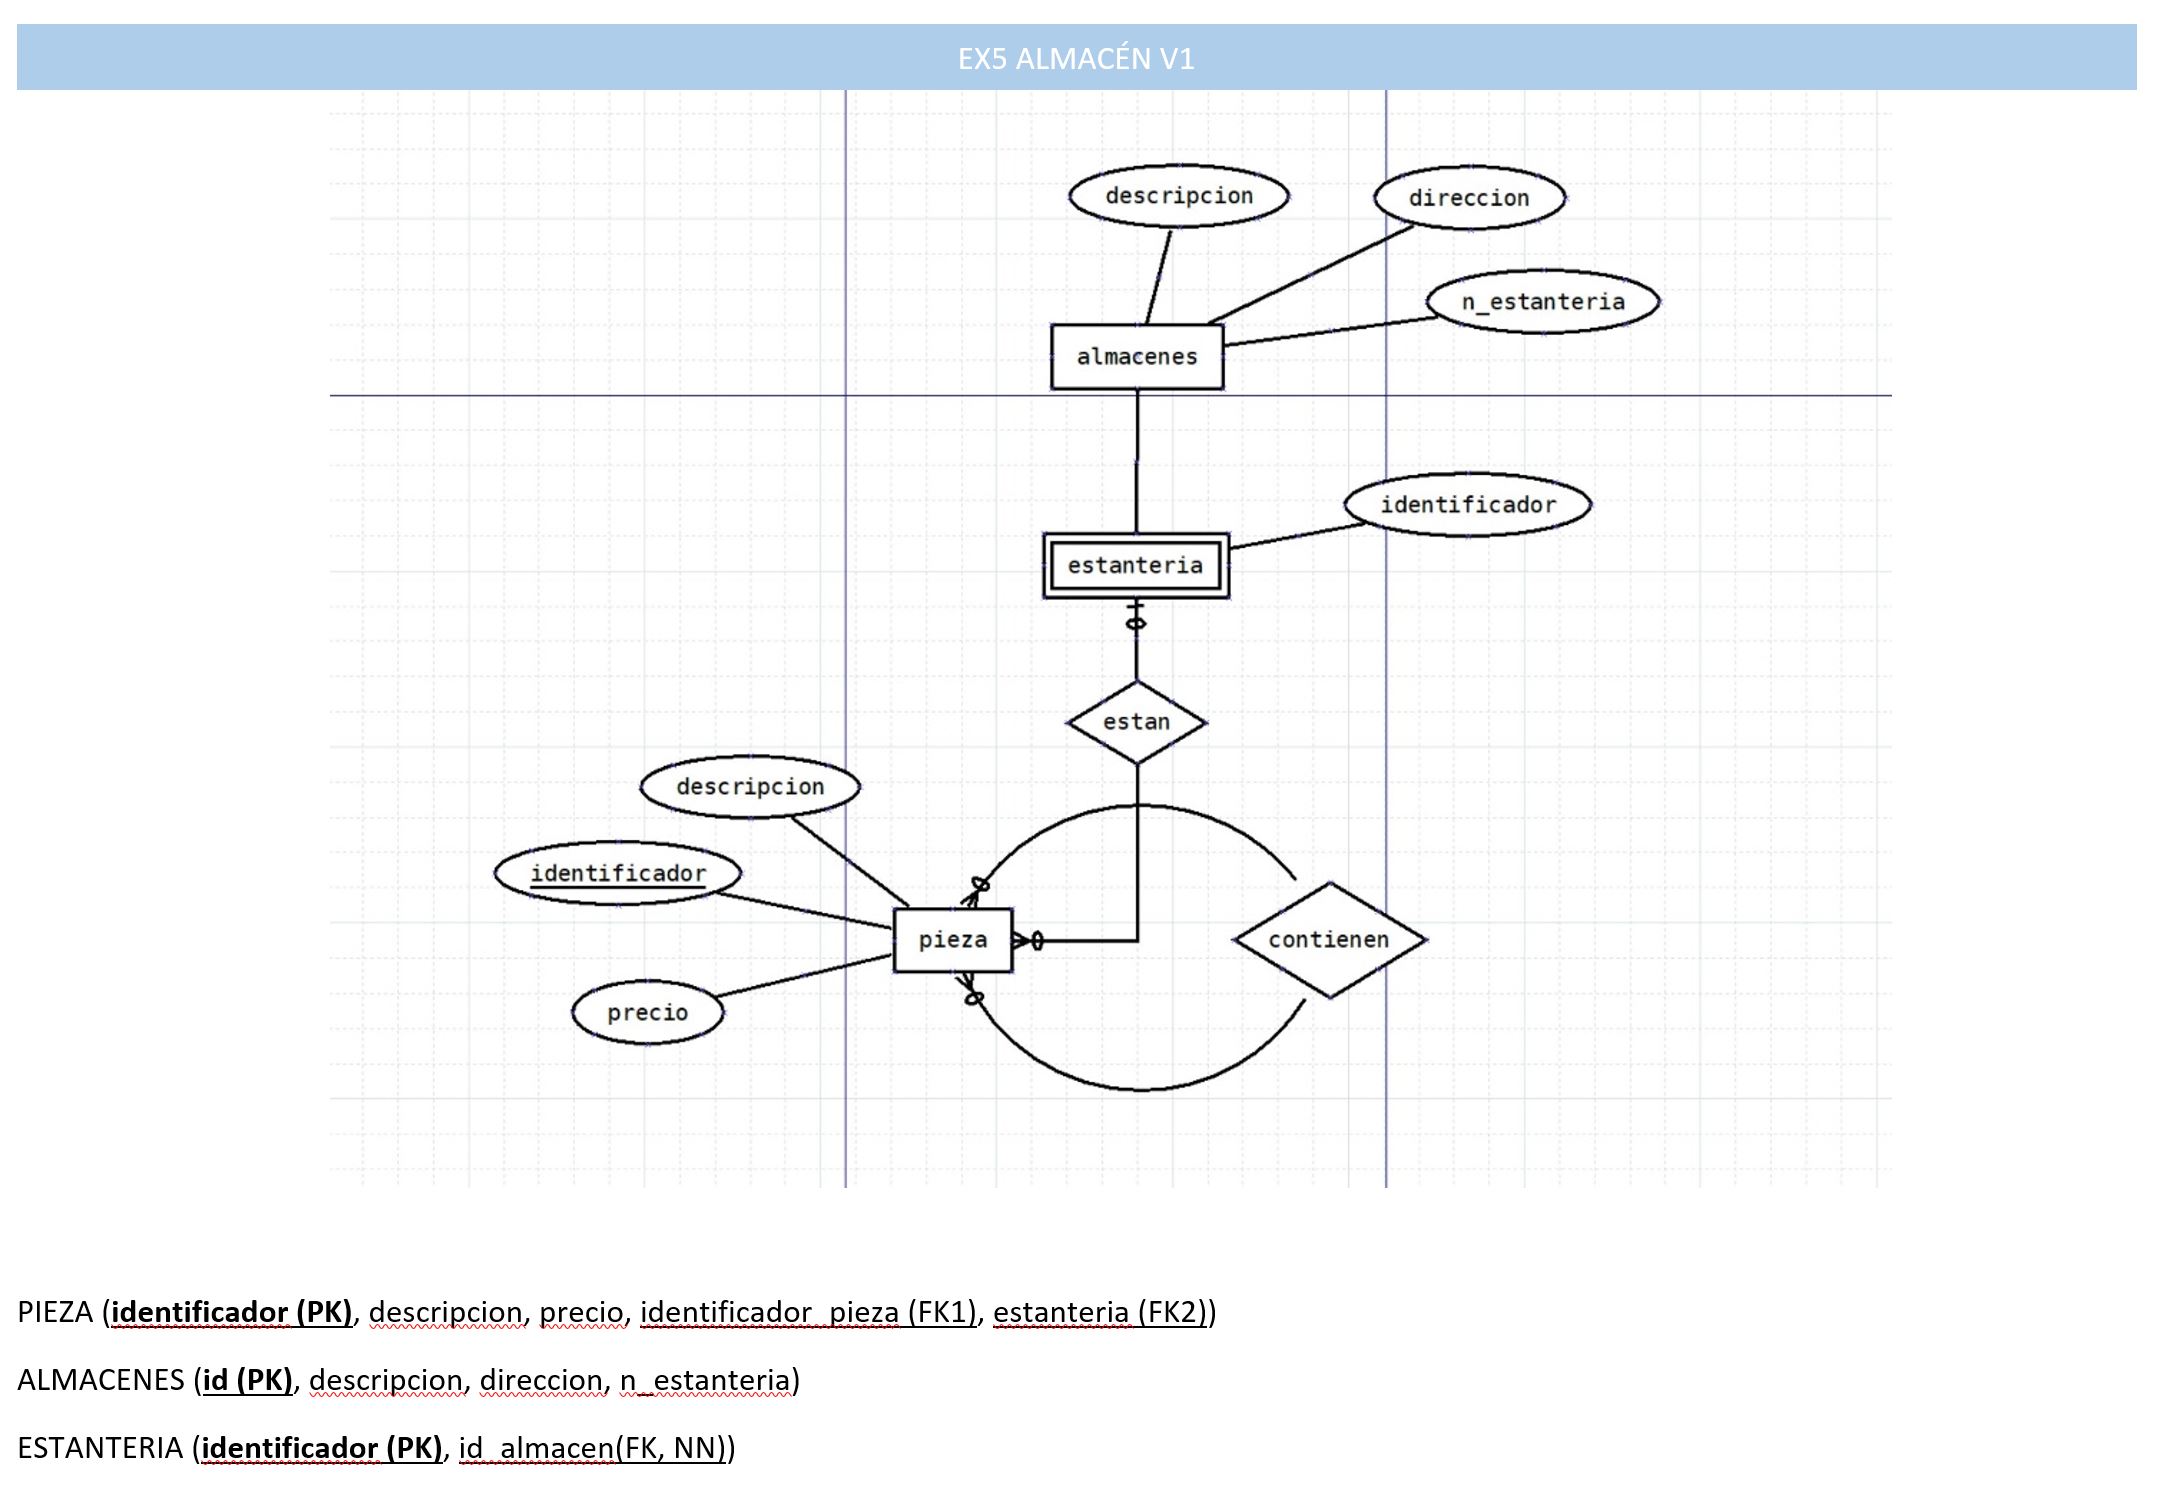 EX5 ALMACÉN V1
descripcion
direccion
n_estanteria
almacenes
identificador
estanteria
estan
descripcion
identificador
pieza
contienen
precio
PIEZA (identificador (PK), descripcion, precio, identificador_pieza (FK1), estanteria (FK2))
ALMACENES (id (PK), descripcion, direccion, n_estanteria)
ESTANTERIA (identificador (PK), id_almacen(FK, NN))